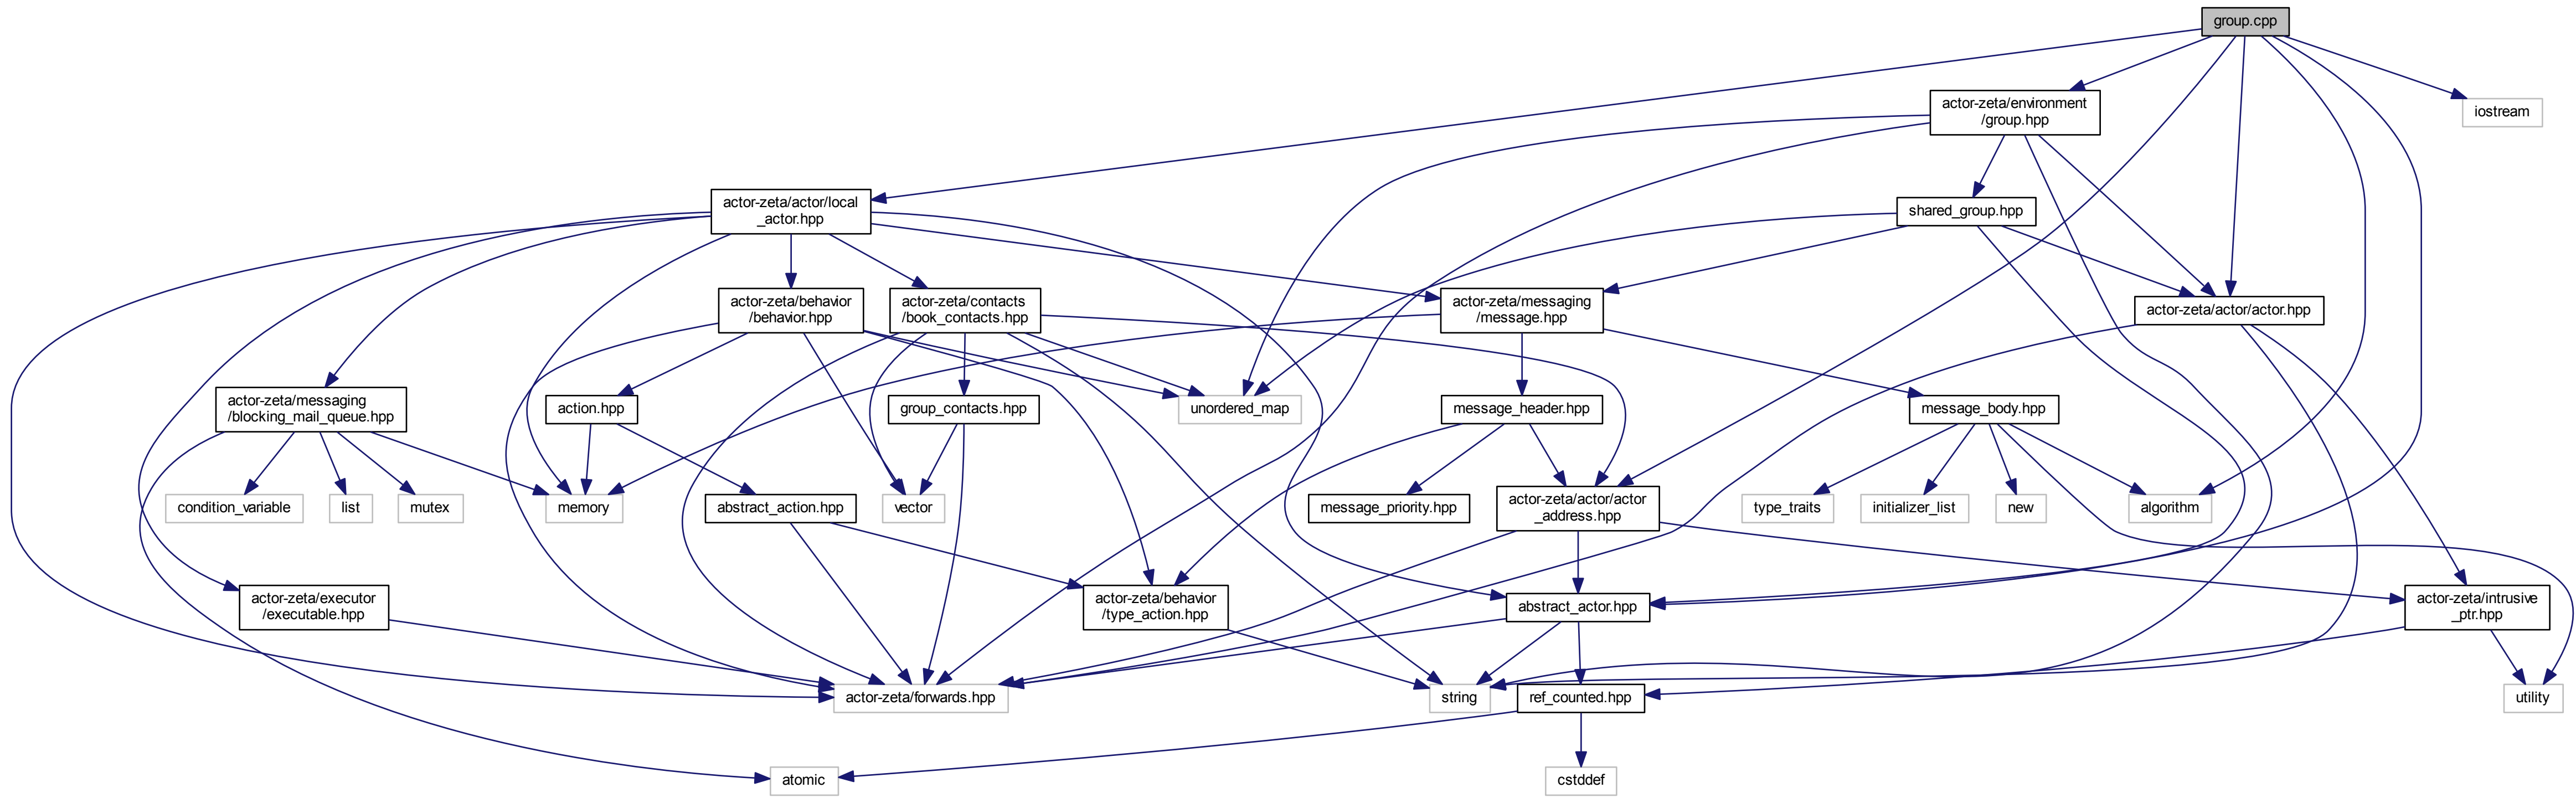 group.cpp
actor-zeta/environment
/group.hpp
iostream
actor-zeta/actor/local
_actor.hpp
shared_group.hpp
actor-zeta/behavior
/behavior.hpp
actor-zeta/contacts
/book_contacts.hpp
actor-zeta/messaging
/message.hpp
actor-zeta/actor/actor.hpp
actor-zeta/messaging
/blocking_mail_queue.hpp
action.hpp
group_contacts.hpp
unordered_map
message_header.hpp
message_body.hpp
condition_variable
list
mutex
memory
abstract_action.hpp
vector
message_priority.hpp
actor-zeta/actor/actor
_address.hpp
type_traits
initializer_list
new
algorithm
actor-zeta/executor
/executable.hpp
actor-zeta/behavior
/type_action.hpp
abstract_actor.hpp
actor-zeta/intrusive
_ptr.hpp
actor-zeta/forwards.hpp
string
ref_counted.hpp
utility
atomic
cstddef